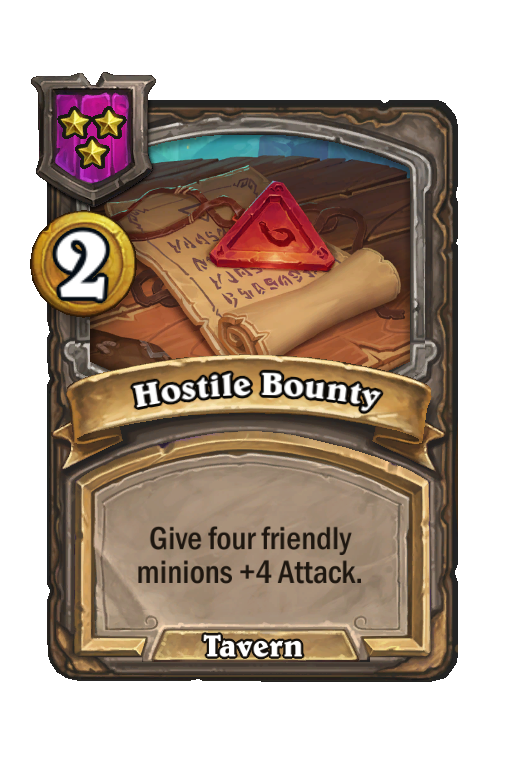 2
Hostile Bounty
Give four friendly
minions +4 Attack.
Tavern